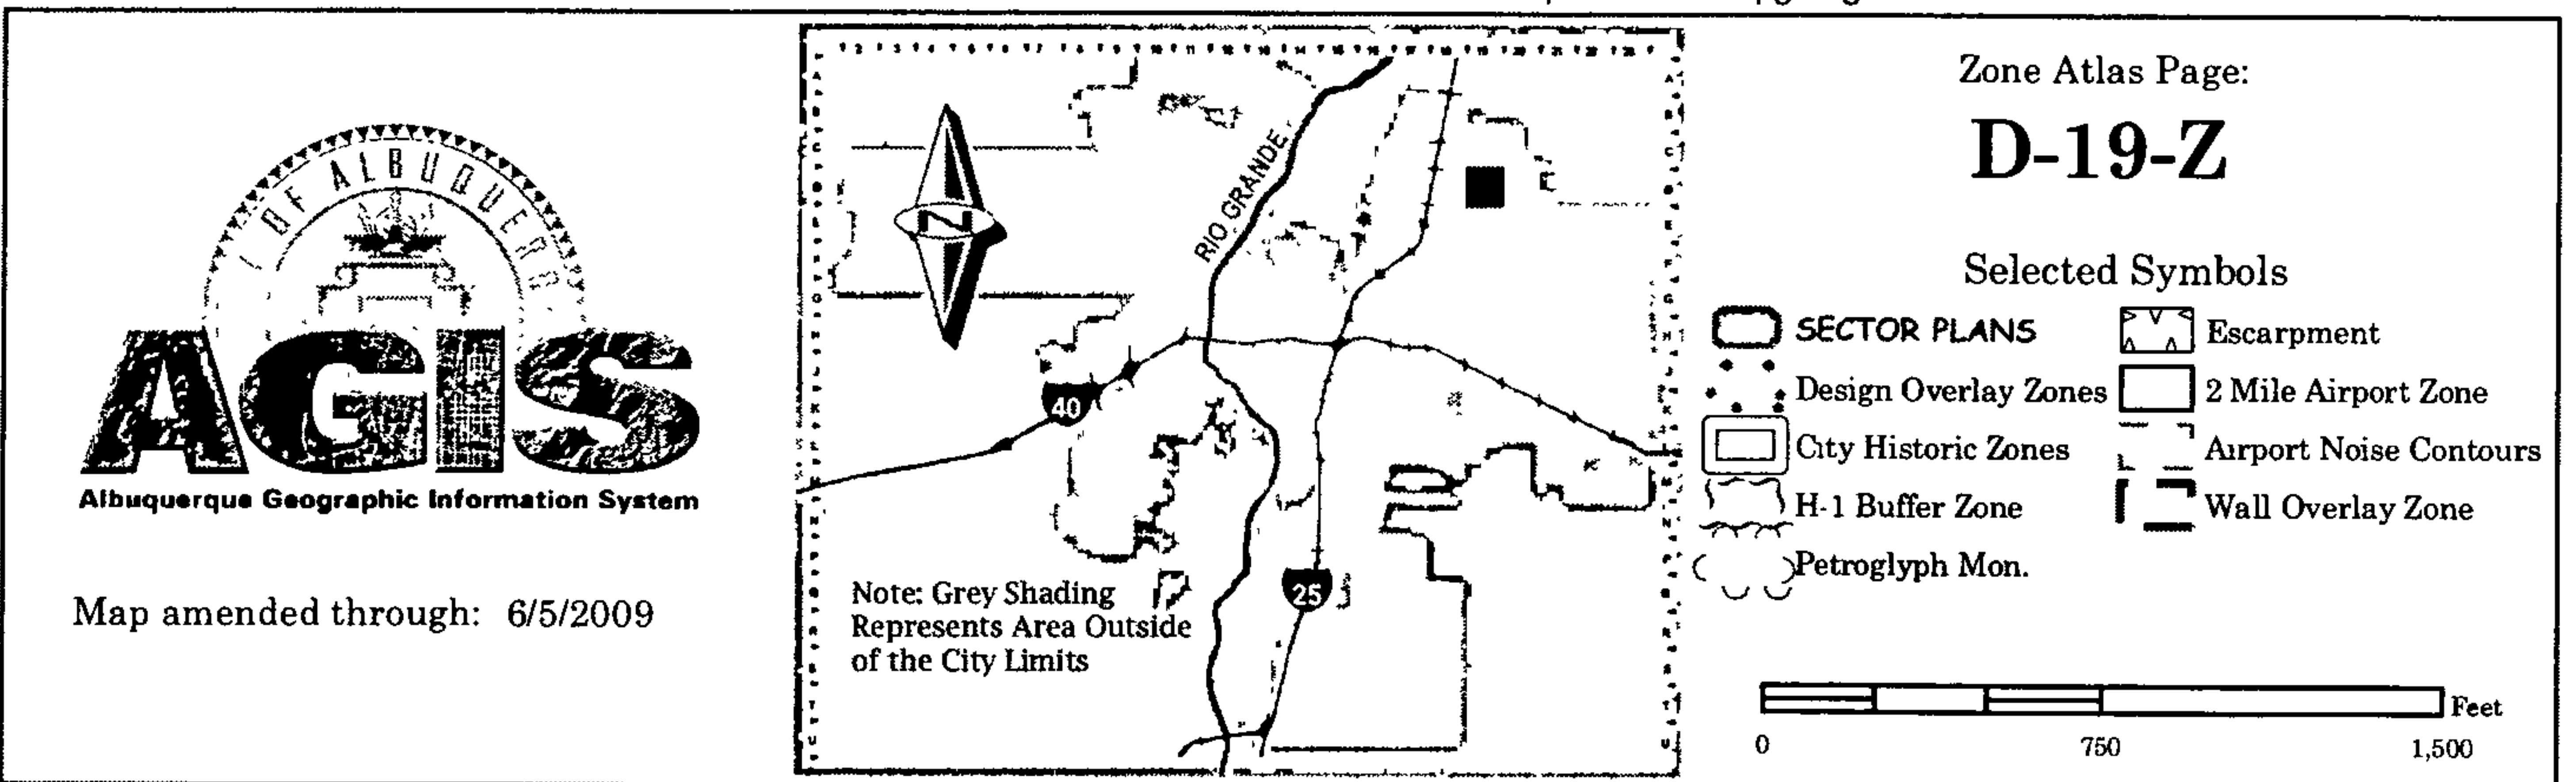 OF ALBUQUERQ
AGIS
Albuquerque Geographic Information System
Map amended through: 6/5/2009
RIO GRANDE
N
40
25
Note: Grey Shading
Represents Area Outside
of the City Limits
Zone Atlas Page:
D-19-Z
Selected Symbols
SECTOR PLANS
Escarpment
Design Overlay Zones
2 Mile Airport Zone
City Historic Zones
Airport Noise Contours
H-1 Buffer Zone
Wall Overlay Zone
Petroglyph Mon.
Feet
0 750 1,500